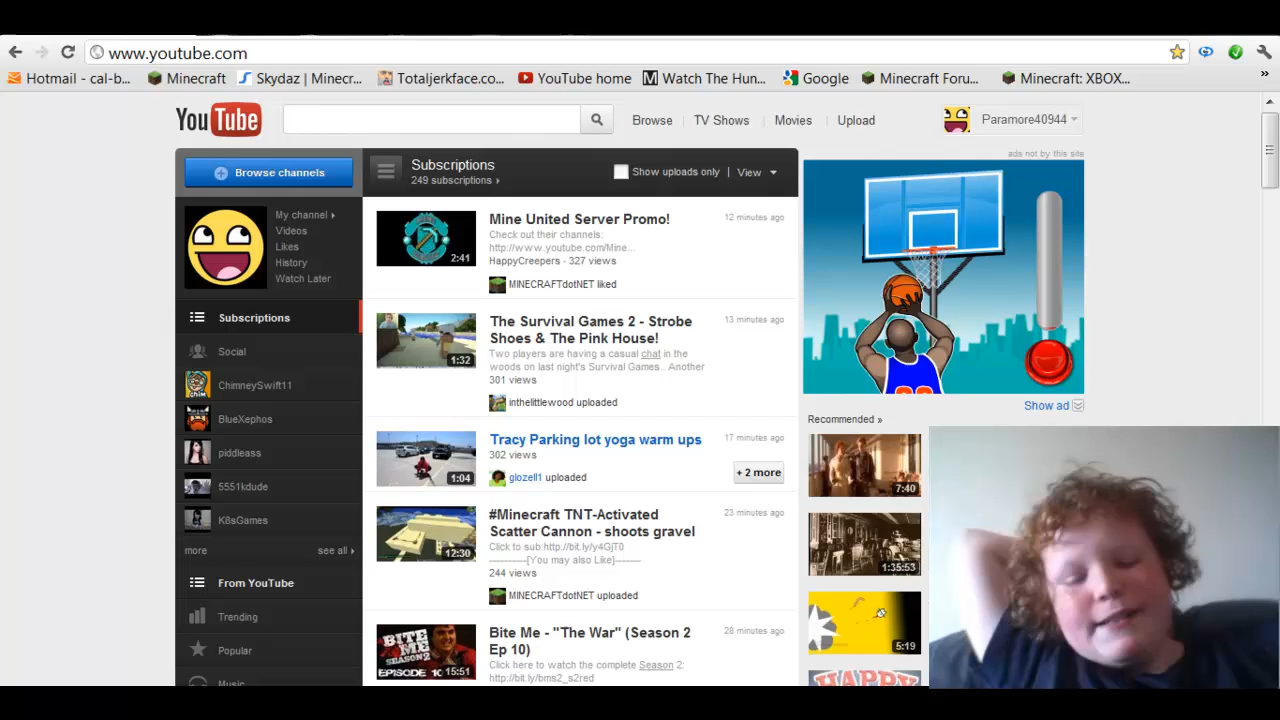 www.youtube.com
Hotmail - cal-b...
Minecraft
Skydaz | Minecr...
Totaljerkface.co...
YouTube home
Watch The Hun...
Google
Minecraft Foru...
Minecraft: XBOX...
»
YouTube
Browse
TV Shows
Movies
Upload
Paramore40944
Browse channels
My channel
Videos
Likes
History
Watch Later
Subscriptions
Social
ChimneySwift11
BlueXephos
piddleass
5551kdude
K8sGames
more
see all
From YouTube
Trending
Popular
Music
Subscriptions
249 subscriptions
Show uploads only | View
Mine United Server Promo!
12 minutes ago
Check out their channels:
http://www.youtube.com/Mine...
HappyCreepers - 327 views
2:41
MINECRAFTdotNET liked
The Survival Games 2 - Strobe
Shoes & The Pink House!
13 minutes ago
Two players are having a casual chat in the
woods on last night's Survival Games.. Another
301 views
1:32
inthelittlewood uploaded
Tracy Parking lot yoga warm ups
17 minutes ago
302 views
1:04
glozell1 uploaded
+ 2 more
#Minecraft TNT-Activated
Scatter Cannon - shoots gravel
23 minutes ago
Click to sub:http://bit.ly/y4GjT0
----------[You may also Like]-------
244 views
12:30
MINECRAFTdotNET uploaded
Bite Me - "The War" (Season 2
Ep 10)
28 minutes ago
Click here to watch the complete Season 2:
http://bit.ly/bms2_s2red
BITE ME
SEASON2
EPISODE 10
15:51
ads not by this site
Show ad
Recommended »
7:40
1:35:53
5:19
HAPPY